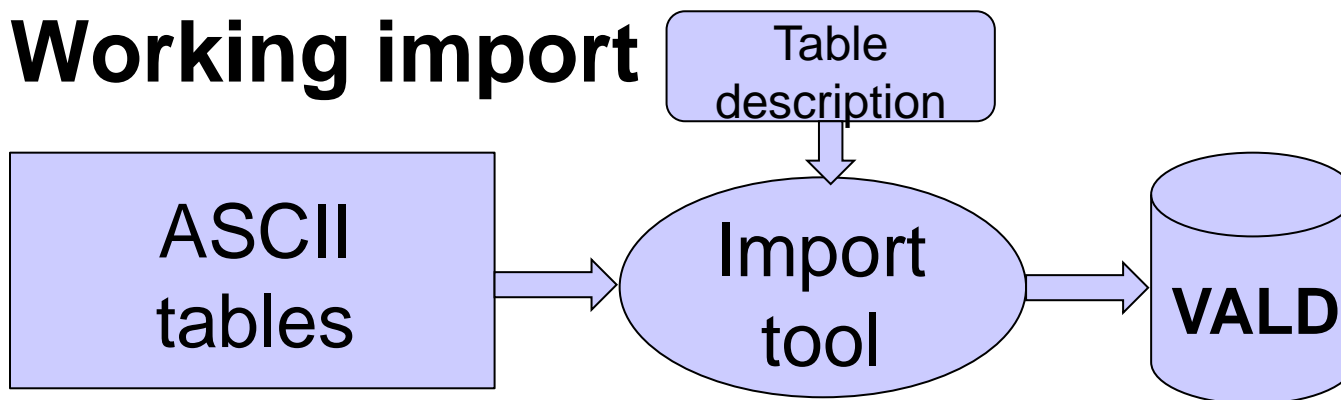 Working import
Table
description
ASCII
tables
Import
tool
VALD